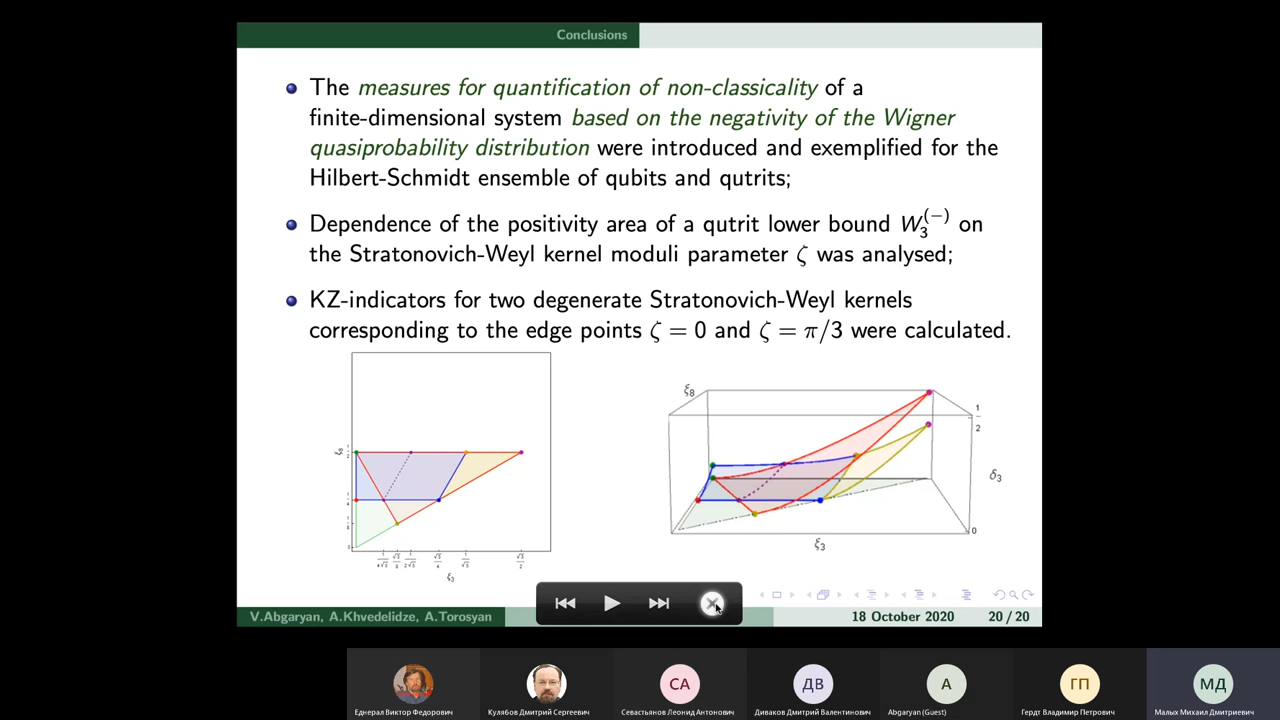 Conclusions
The measures for quantification of non-classicality of a
finite-dimensional system based on the negativity of the Wigner
quasiprobability distribution were introduced and exemplified for the
Hilbert-Schmidt ensemble of qubits and qutrits;
Dependence of the positivity area of a qutrit lower bound W₃⁽⁻⁾ on
the Stratonovich-Weyl kernel moduli parameter ζ was analysed;
KZ-indicators for two degenerate Stratonovich-Weyl kernels
corresponding to the edge points ζ = 0 and ζ = π/3 were calculated.
ξ₃
ξ₈
1
2
δ₃
0
ξ₃
V.Abgaryan, A.Khvedelidze, A.Torosyan
18 October 2020
20 / 20
СА
ДВ
A
ГП
МД
Еднерал Виктор Федорович
Кулябов Дмитрий Сергеевич
Севастьянов Леонид Антонович
Диваков Дмитрий Валентинович
Abgaryan (Guest)
Гердт Владимир Петрович
Малых Михаил Дмитриевич